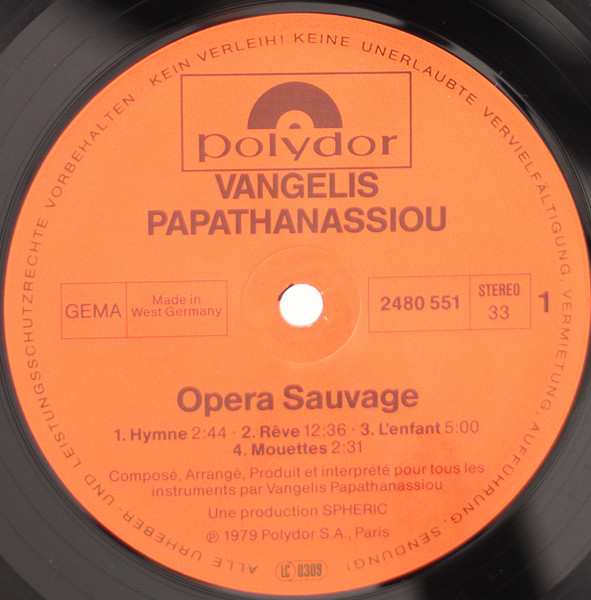 polydor
VANGELIS
PAPATHANASSIOU
GEMA
Made in
West Germany
2480 551
STEREO
33
1
Opera Sauvage
1. Hymne 2:44 · 2. Rêve 12:36 · 3. L'enfant 5:00
4. Mouettes 2:31
Composé, Arrangé, Produit et interprété pour tous les
instruments par Vangelis Papathanassiou
Une production SPHERIC
℗ 1979 Polydor S.A., Paris
LC 0309
ALLE URHEBER- UND LEISTUNGSSCHUTZRECHTE VORBEHALTEN · KEIN VERLEIH! KEINE UNERLAUBTE VERVIELFÄLTIGUNG, VERMIETUNG, AUFFÜHRUNG, SENDUNG!